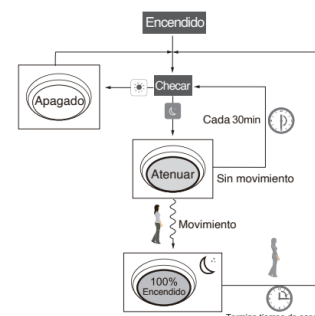 Encendido
Checar
Apagado
Cada 30min
Atenuar
Sin movimiento
Movimiento
100%
Encendido